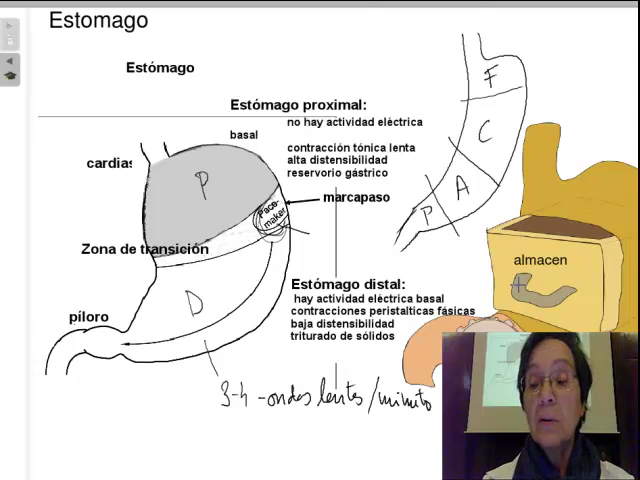 Estomago
Estómago
Estómago proximal:
no hay actividad eléctrica
basal
contracción tónica lenta
alta distensibilidad
reservorio gástrico
cardias
marcapaso
Pace-
maker
P
Zona de transición
Estómago distal:
hay actividad eléctrica basal
contracciones peristalticas fásicas
baja distensibilidad
triturado de sólidos
D
píloro
3-4 -ondas lentas/minuto
F
C
A
P
almacen